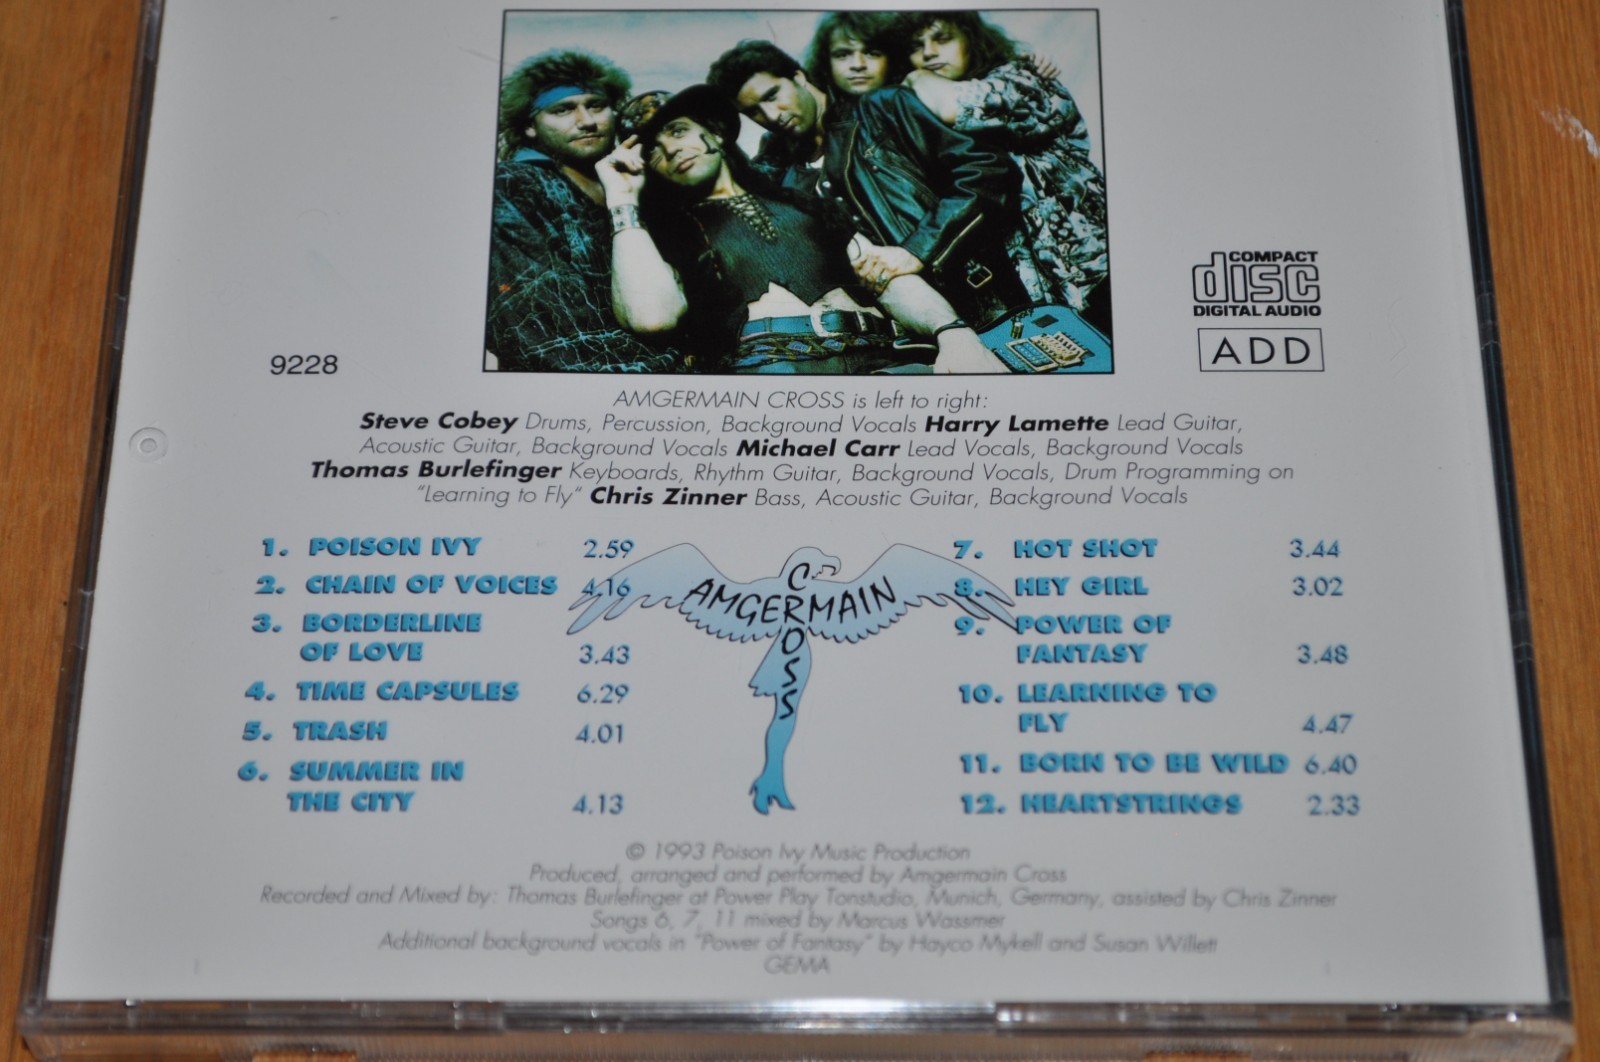 COMPACT
disc
DIGITAL AUDIO
ADD
9228
AMGERMAIN CROSS is left to right:
Steve Cobey Drums, Percussion, Background Vocals Harry Lamette Lead Guitar,
Acoustic Guitar, Background Vocals Michael Carr Lead Vocals, Background Vocals
Thomas Burlefinger Keyboards, Rhythm Guitar, Background Vocals, Drum Programming on
"Learning to Fly" Chris Zinner Bass, Acoustic Guitar, Background Vocals
1. POISON IVY 2.59
2. CHAIN OF VOICES 4.16
3. BORDERLINE
OF LOVE 3.43
4. TIME CAPSULES 6.29
5. TRASH 4.01
6. SUMMER IN
THE CITY 4.13
AMGERMAIN
CROSS
7. HOT SHOT 3.44
8. HEY GIRL 3.02
9. POWER OF
FANTASY 3.48
10. LEARNING TO
FLY 4.47
11. BORN TO BE WILD 6.40
12. HEARTSTRINGS 2.33
© 1993 Poison Ivy Music Production
Produced, arranged and performed by Amgermain Cross
Recorded and Mixed by: Thomas Burlefinger at Power Play Tonstudio, Munich, Germany, assisted by Chris Zinner
Songs 6, 7, 11 mixed by Marcus Wassmer
Additional background vocals in "Power of Fantasy" by Hayco Mykell and Susan Willett
GEMA